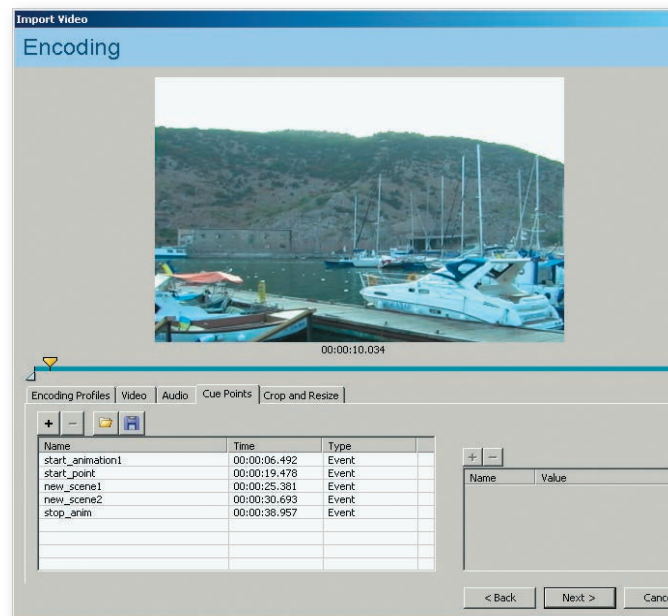 Import Video
Encoding
00:00:10.034
Encoding Profiles Video Audio Cue Points Crop and Resize
+ −
Name Time Type
start_animation1 00:00:06.492 Event
start_point 00:00:19.478 Event
new_scene1 00:00:25.381 Event
new_scene2 00:00:30.693 Event
stop_anim 00:00:38.957 Event
+ −
Name Value
< Back Next > Canc